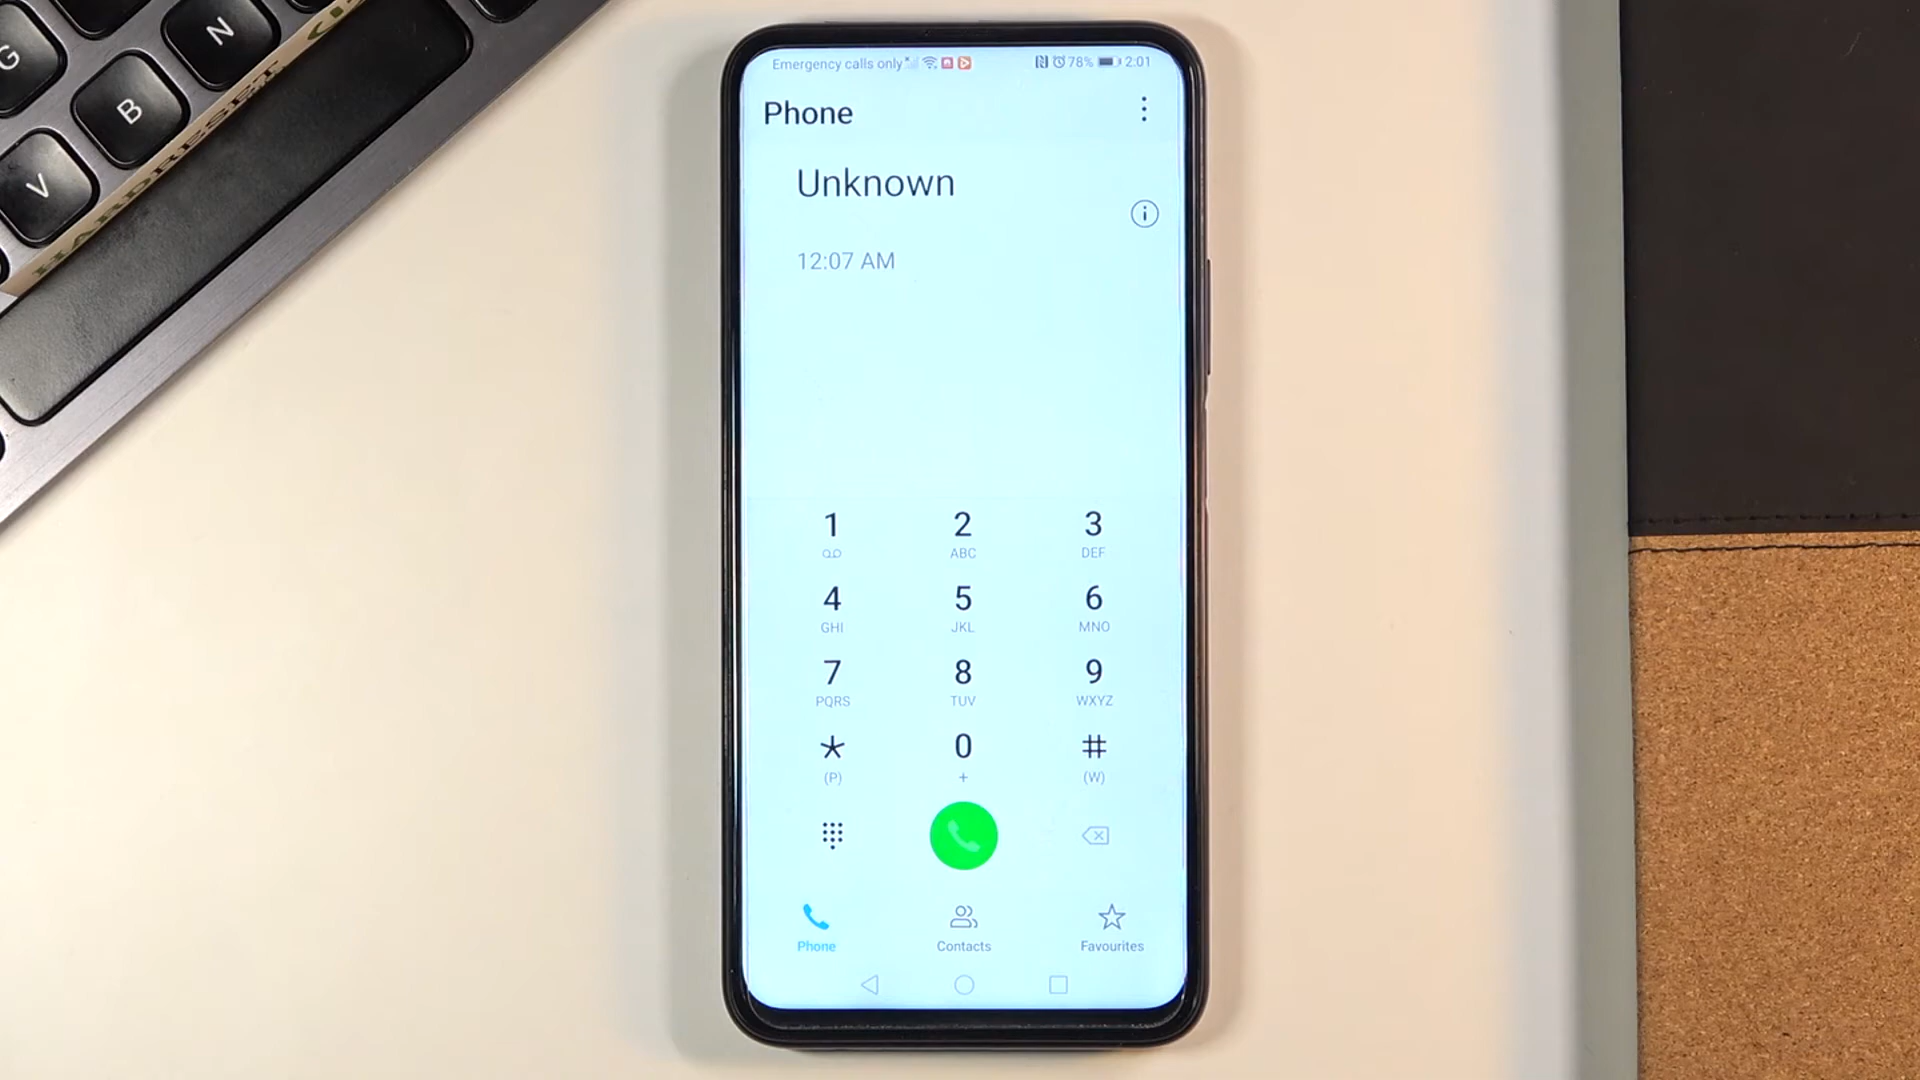 G
N
B
V
HARDRESET
Emergency calls only
78% 2:01
Phone
Unknown
12:07 AM
1 2 3
ABC DEF
4 5 6
GHI JKL MNO
7 8 9
PQRS TUV WXYZ
* 0 #
(P) + (W)
Phone Contacts Favourites